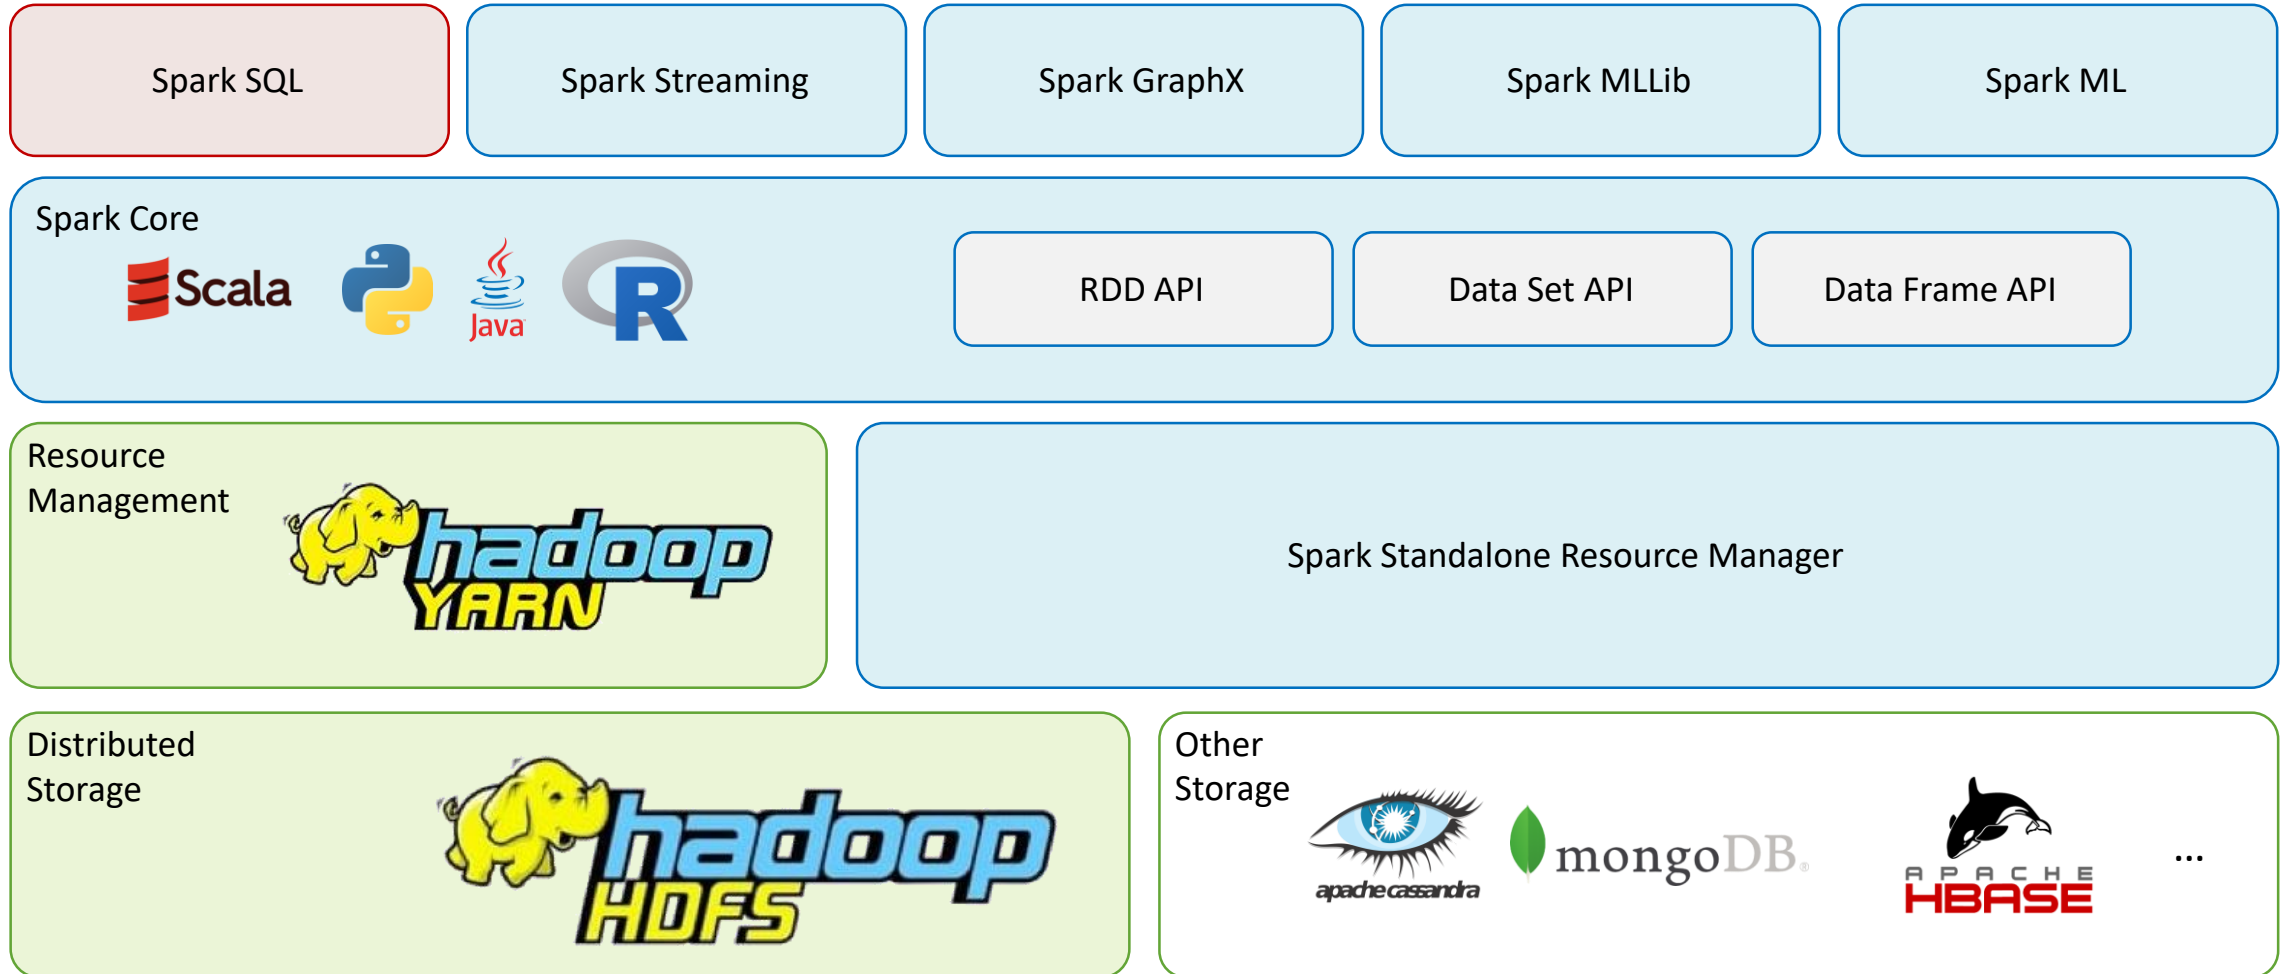 Spark SQL
Spark Streaming
Spark GraphX
Spark MLLib
Spark ML
Spark Core
Scala
Java
R
RDD API
Data Set API
Data Frame API
Resource
Management
hadoop
YARN
Spark Standalone Resource Manager
Distributed
Storage
hadoop
HDFS
Other
Storage
apache cassandra
mongoDB®
APACHE
HBASE
...